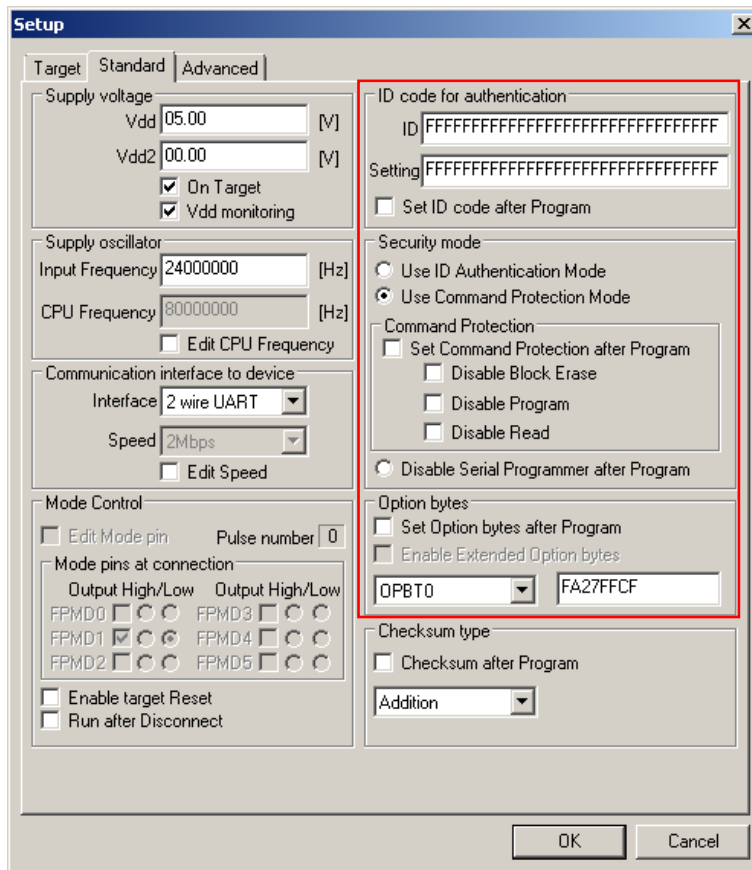 Setup
Target Standard Advanced
Supply voltage
Vdd 05.00 [V]
Vdd2 00.00 [V]
On Target
Vdd monitoring
Supply oscillator
Input Frequency 24000000 [Hz]
CPU Frequency 80000000 [Hz]
Edit CPU Frequency
Communication interface to device
Interface 2 wire UART
Speed 2Mbps
Edit Speed
Mode Control
Edit Mode pin Pulse number 0
Mode pins at connection
Output High/Low Output High/Low
FPMD0 FPMD3
FPMD1 FPMD4
FPMD2 FPMD5
Enable target Reset
Run after Disconnect
ID code for authentication
ID FFFFFFFFFFFFFFFFFFFFFFFFFFFFFFFF
Setting FFFFFFFFFFFFFFFFFFFFFFFFFFFFFFFF
Set ID code after Program
Security mode
Use ID Authentication Mode
Use Command Protection Mode
Command Protection
Set Command Protection after Program
Disable Block Erase
Disable Program
Disable Read
Disable Serial Programmer after Program
Option bytes
Set Option bytes after Program
Enable Extended Option bytes
OPBT0 FA27FFCF
Checksum type
Checksum after Program
Addition
OK Cancel